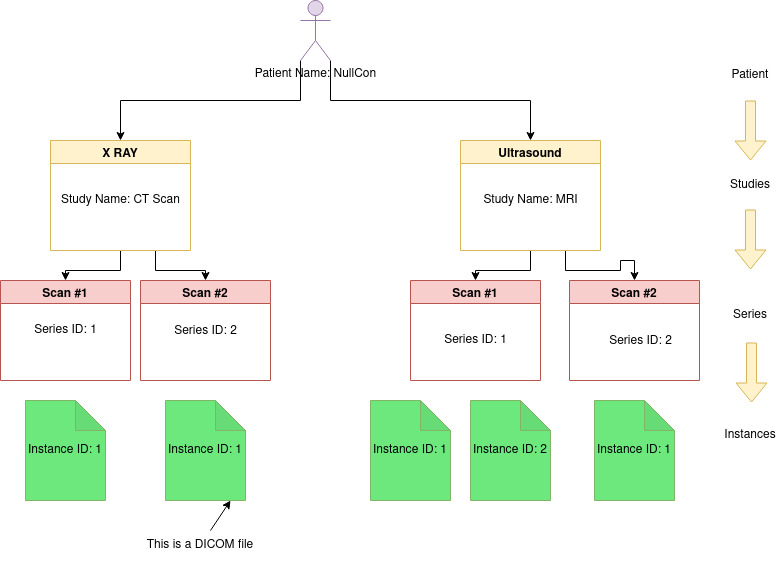 Patient Name: NullCon
Patient
X RAY
Ultrasound
Studies
Study Name: CT Scan
Study Name: MRI
Scan #1
Scan #2
Scan #1
Scan #2
Series
Series ID: 1
Series ID: 2
Series ID: 1
Series ID: 2
Instances
Instance ID: 1
Instance ID: 1
Instance ID: 1
Instance ID: 2
Instance ID: 1
This is a DICOM file